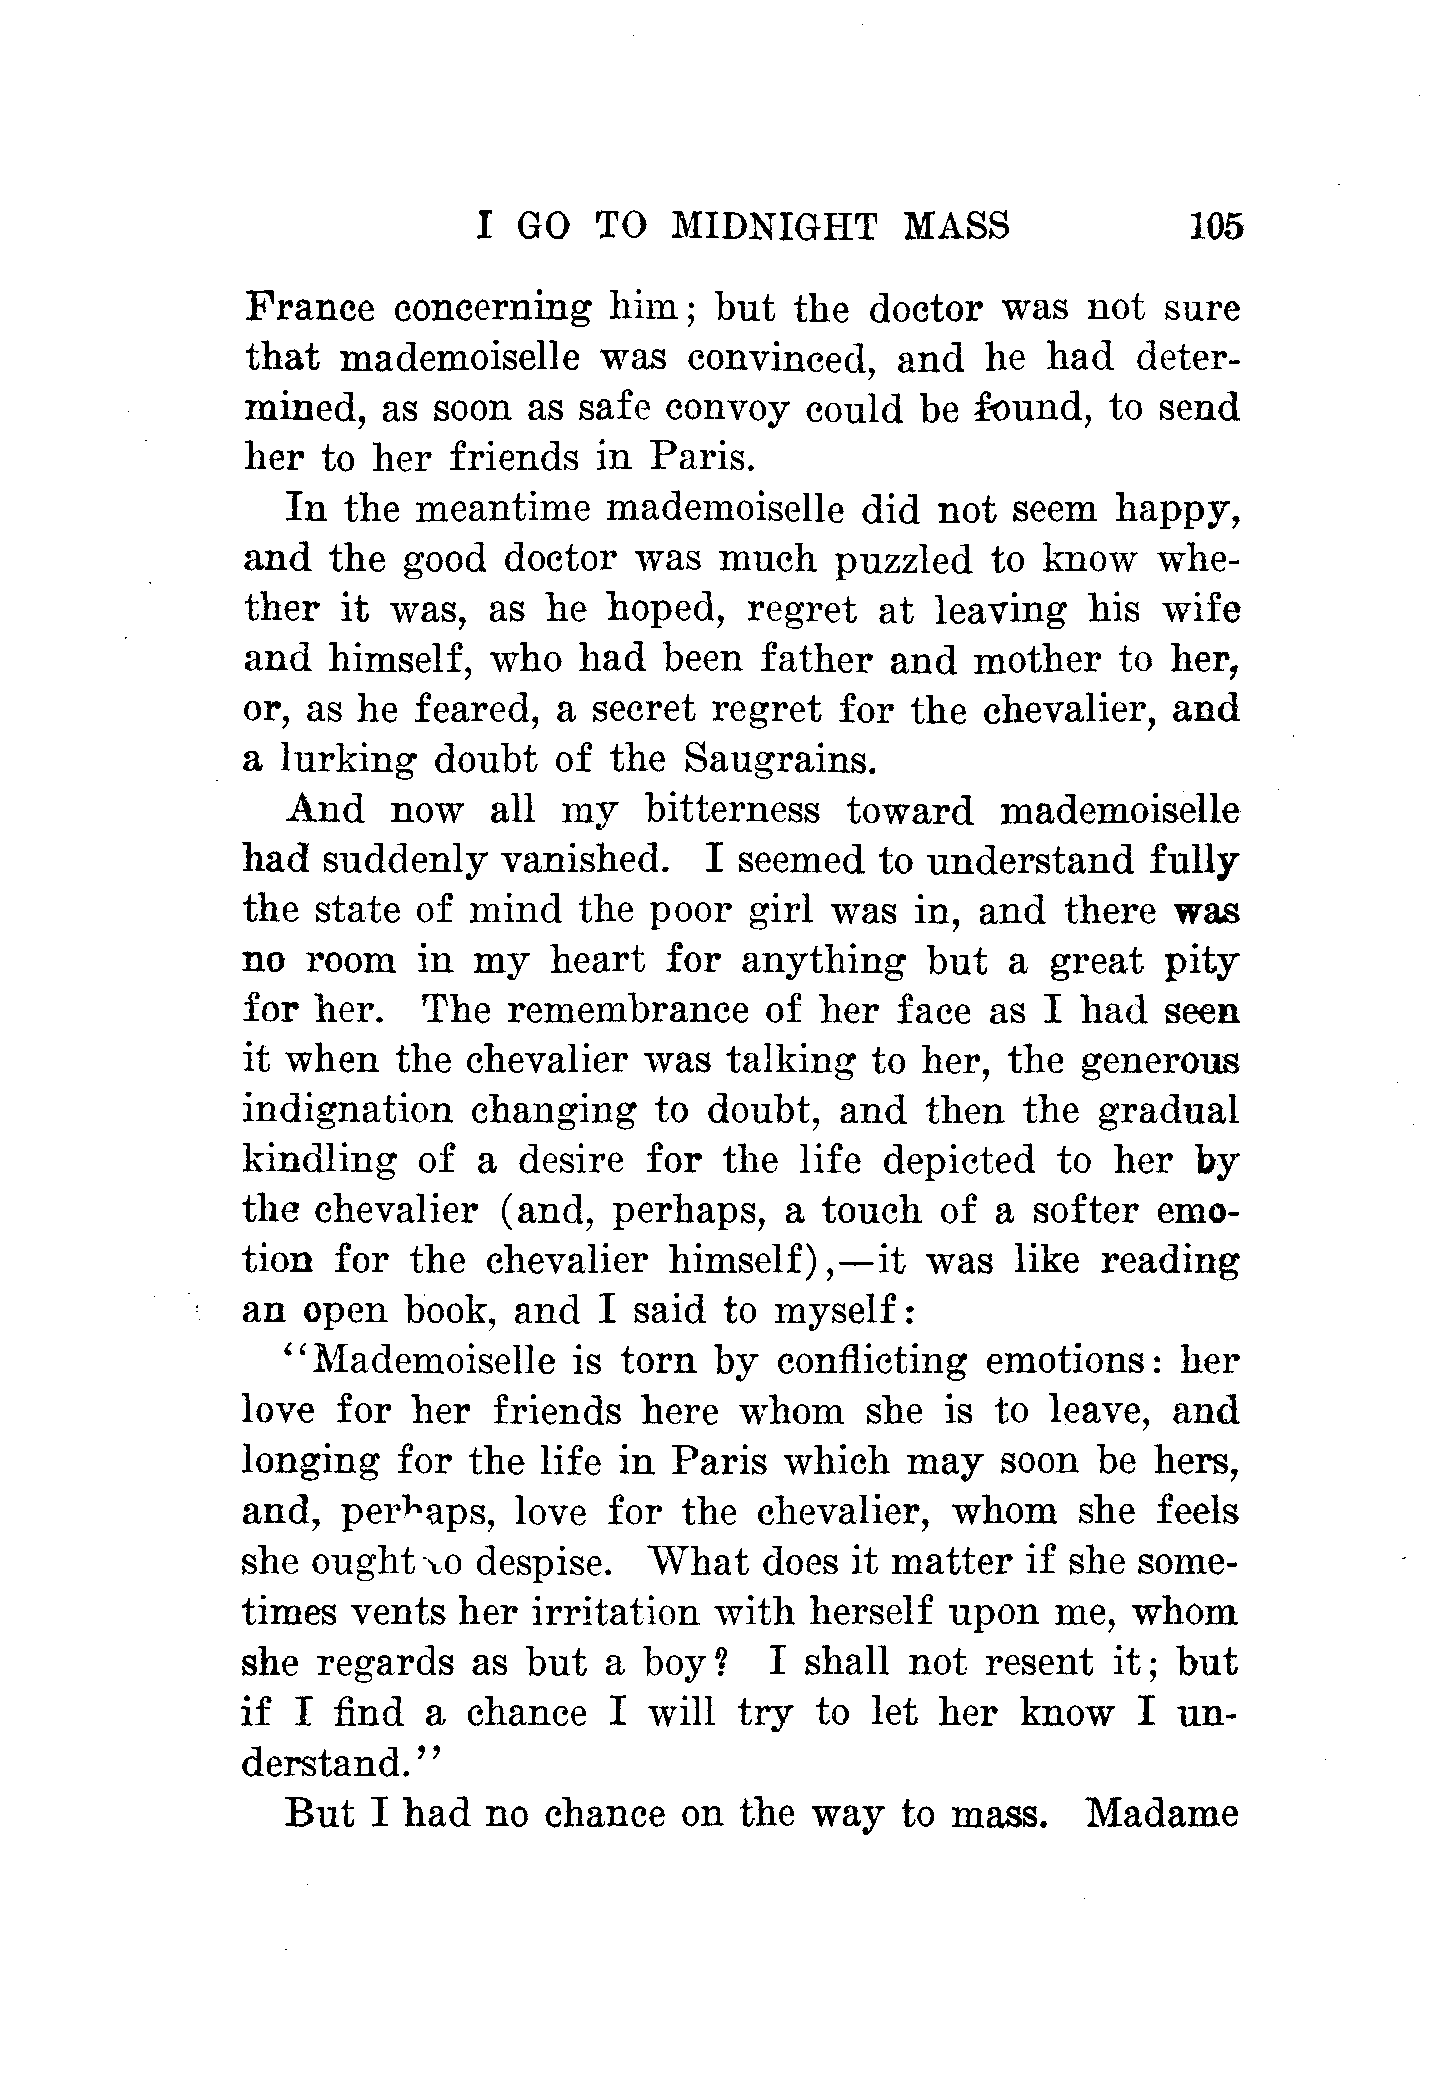 I GO TO MIDNIGHT MASS 105
France concerning him; but the doctor was not sure
that mademoiselle was convinced, and he had deter-
mined, as soon as safe convoy could be found, to send
her to her friends in Paris.
In the meantime mademoiselle did not seem happy,
and the good doctor was much puzzled to know whe-
ther it was, as he hoped, regret at leaving his wife
and himself, who had been father and mother to her,
or, as he feared, a secret regret for the chevalier, and
a lurking doubt of the Saugrains.
And now all my bitterness toward mademoiselle
had suddenly vanished. I seemed to understand fully
the state of mind the poor girl was in, and there was
no room in my heart for anything but a great pity
for her. The remembrance of her face as I had seen
it when the chevalier was talking to her, the generous
indignation changing to doubt, and then the gradual
kindling of a desire for the life depicted to her by
the chevalier (and, perhaps, a touch of a softer emo-
tion for the chevalier himself),—it was like reading
an open book, and I said to myself:
"Mademoiselle is torn by conflicting emotions: her
love for her friends here whom she is to leave, and
longing for the life in Paris which may soon be hers,
and, perhaps, love for the chevalier, whom she feels
she ought to despise. What does it matter if she some-
times vents her irritation with herself upon me, whom
she regards as but a boy? I shall not resent it; but
if I find a chance I will try to let her know I un-
derstand."
But I had no chance on the way to mass. Madame